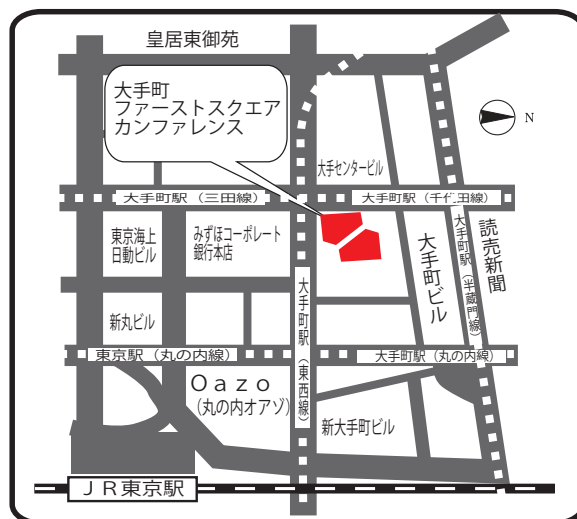 皇居東御苑
大手町
ファーストスクエア
カンファレンス
N
大手センタービル
大手町駅（三田線）
大手町駅（千代田線）
東京海上
日動ビル
みずほコーポレート
銀行本店
大手町ビル
大手町駅（半蔵門線）
読売新聞
新丸ビル
大手町駅（東西線）
東京駅（丸の内線）
大手町駅（丸の内線）
Ｏａｚｏ
（丸の内オアゾ）
新大手町ビル
ＪＲ東京駅